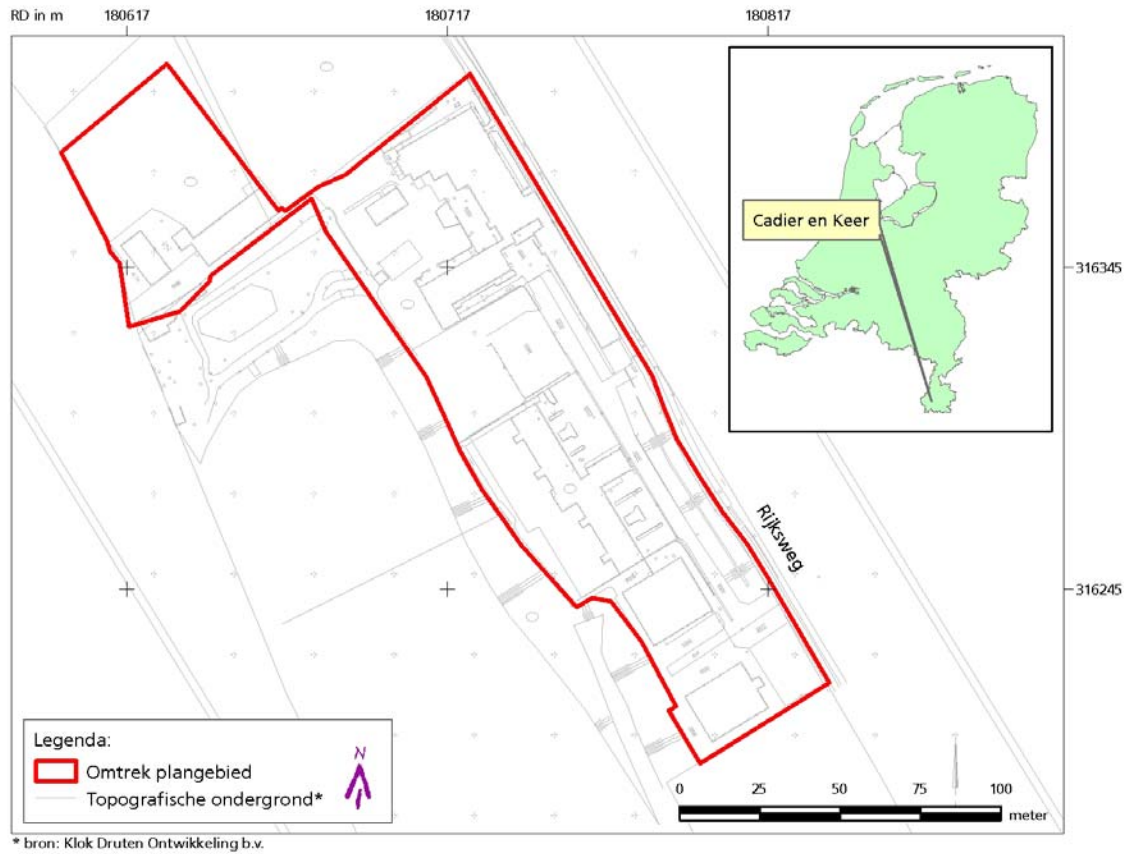 RD in m
180617 180717 180817
Cadier en Keer
316345
Rijksweg
316245
Legenda:
Omtrek plangebied
Topografische ondergrond*
N
0 25 50 75 100
meter
* bron: Klok Druten Ontwikkeling b.v.